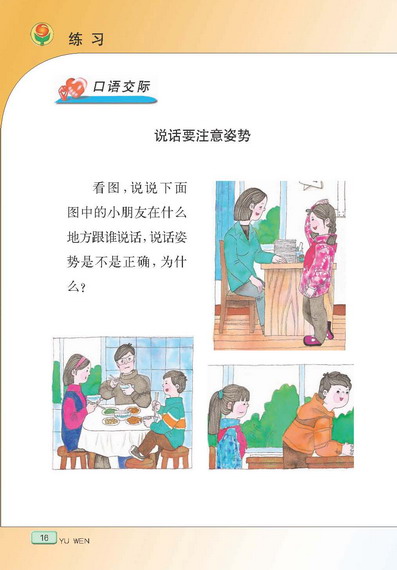 练习
口语交际
说话要注意姿势
看图，说说下面
图中的小朋友在什么
地方跟谁说话，说话姿
势是不是正确，为什
么？
16
YU WEN